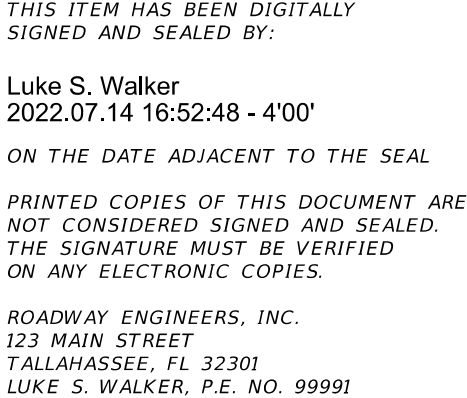 THIS ITEM HAS BEEN DIGITALLY
SIGNED AND SEALED BY:
Luke S. Walker
2022.07.14 16:52:48 - 4'00'
ON THE DATE ADJACENT TO THE SEAL
PRINTED COPIES OF THIS DOCUMENT ARE
NOT CONSIDERED SIGNED AND SEALED.
THE SIGNATURE MUST BE VERIFIED
ON ANY ELECTRONIC COPIES.
ROADWAY ENGINEERS, INC.
123 MAIN STREET
TALLAHASSEE, FL 32301
LUKE S. WALKER, P.E. NO. 99991